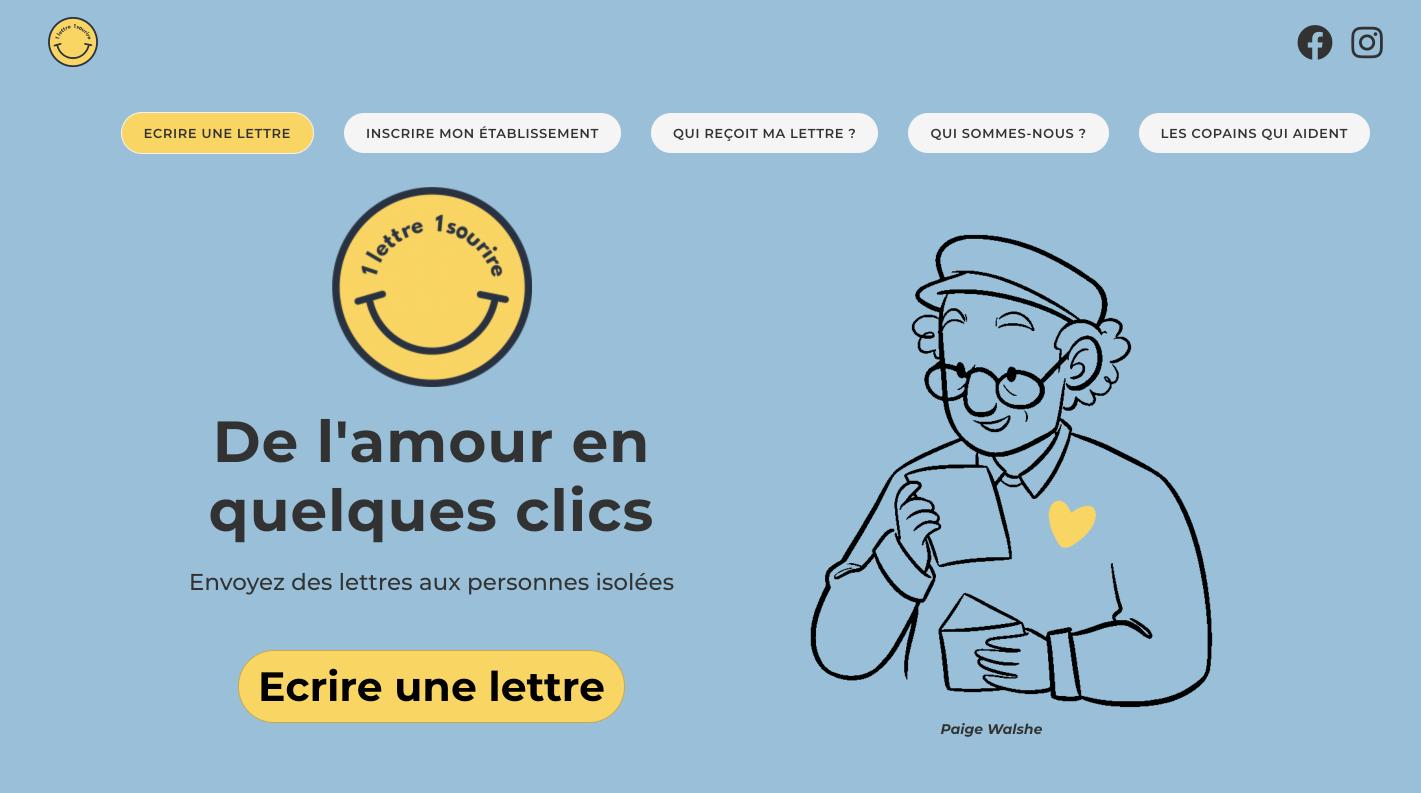 1 lettre 1 sourire
ECRIRE UNE LETTRE
INSCRIRE MON ÉTABLISSEMENT
QUI REÇOIT MA LETTRE ?
QUI SOMMES-NOUS ?
LES COPAINS QUI AIDENT
1 lettre 1 sourire
De l'amour en
quelques clics
Envoyez des lettres aux personnes isolées
Ecrire une lettre
Paige Walshe